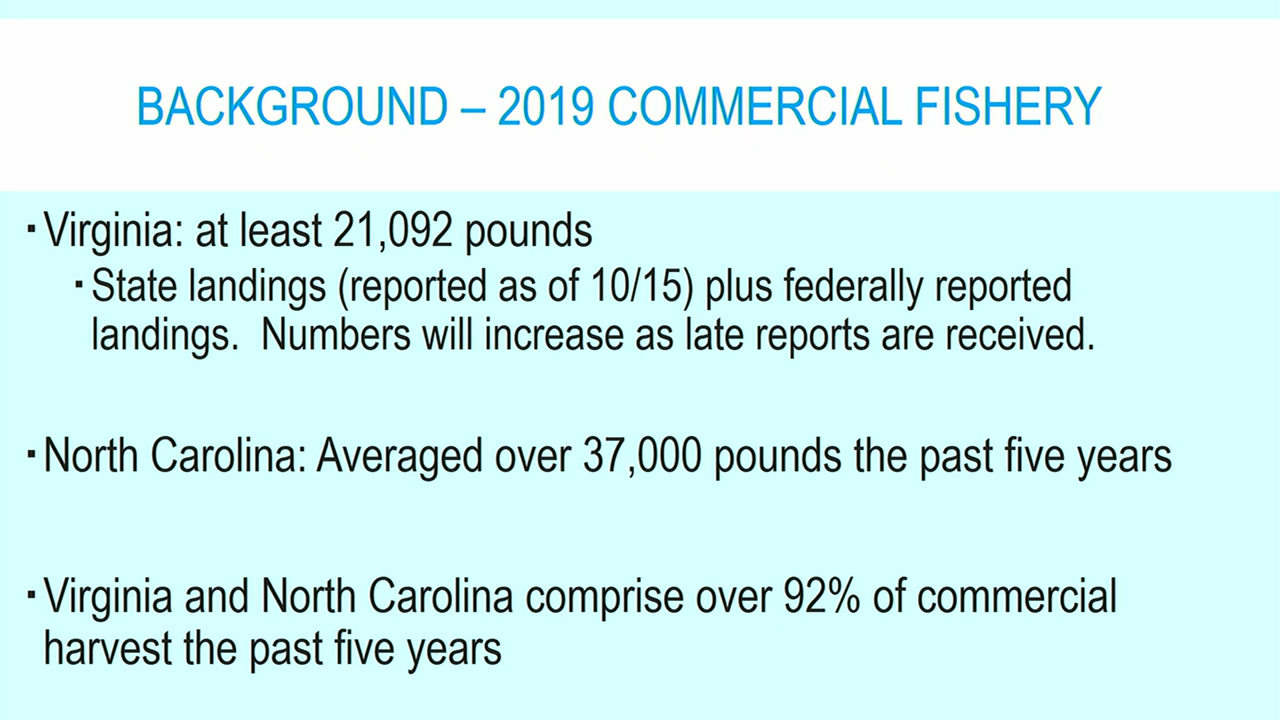 BACKGROUND – 2019 COMMERCIAL FISHERY
▪Virginia: at least 21,092 pounds
▪State landings (reported as of 10/15) plus federally reported
landings.  Numbers will increase as late reports are received.
▪North Carolina: Averaged over 37,000 pounds the past five years
▪Virginia and North Carolina comprise over 92% of commercial
harvest the past five years